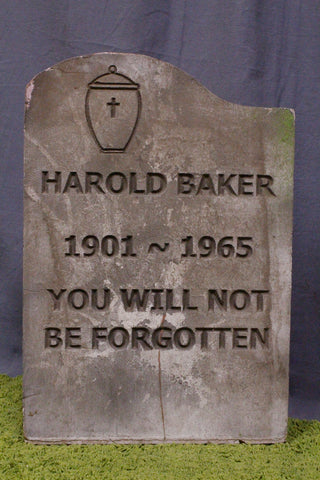 HAROLD BAKER
1901 ~ 1965
YOU WILL NOT
BE FORGOTTEN